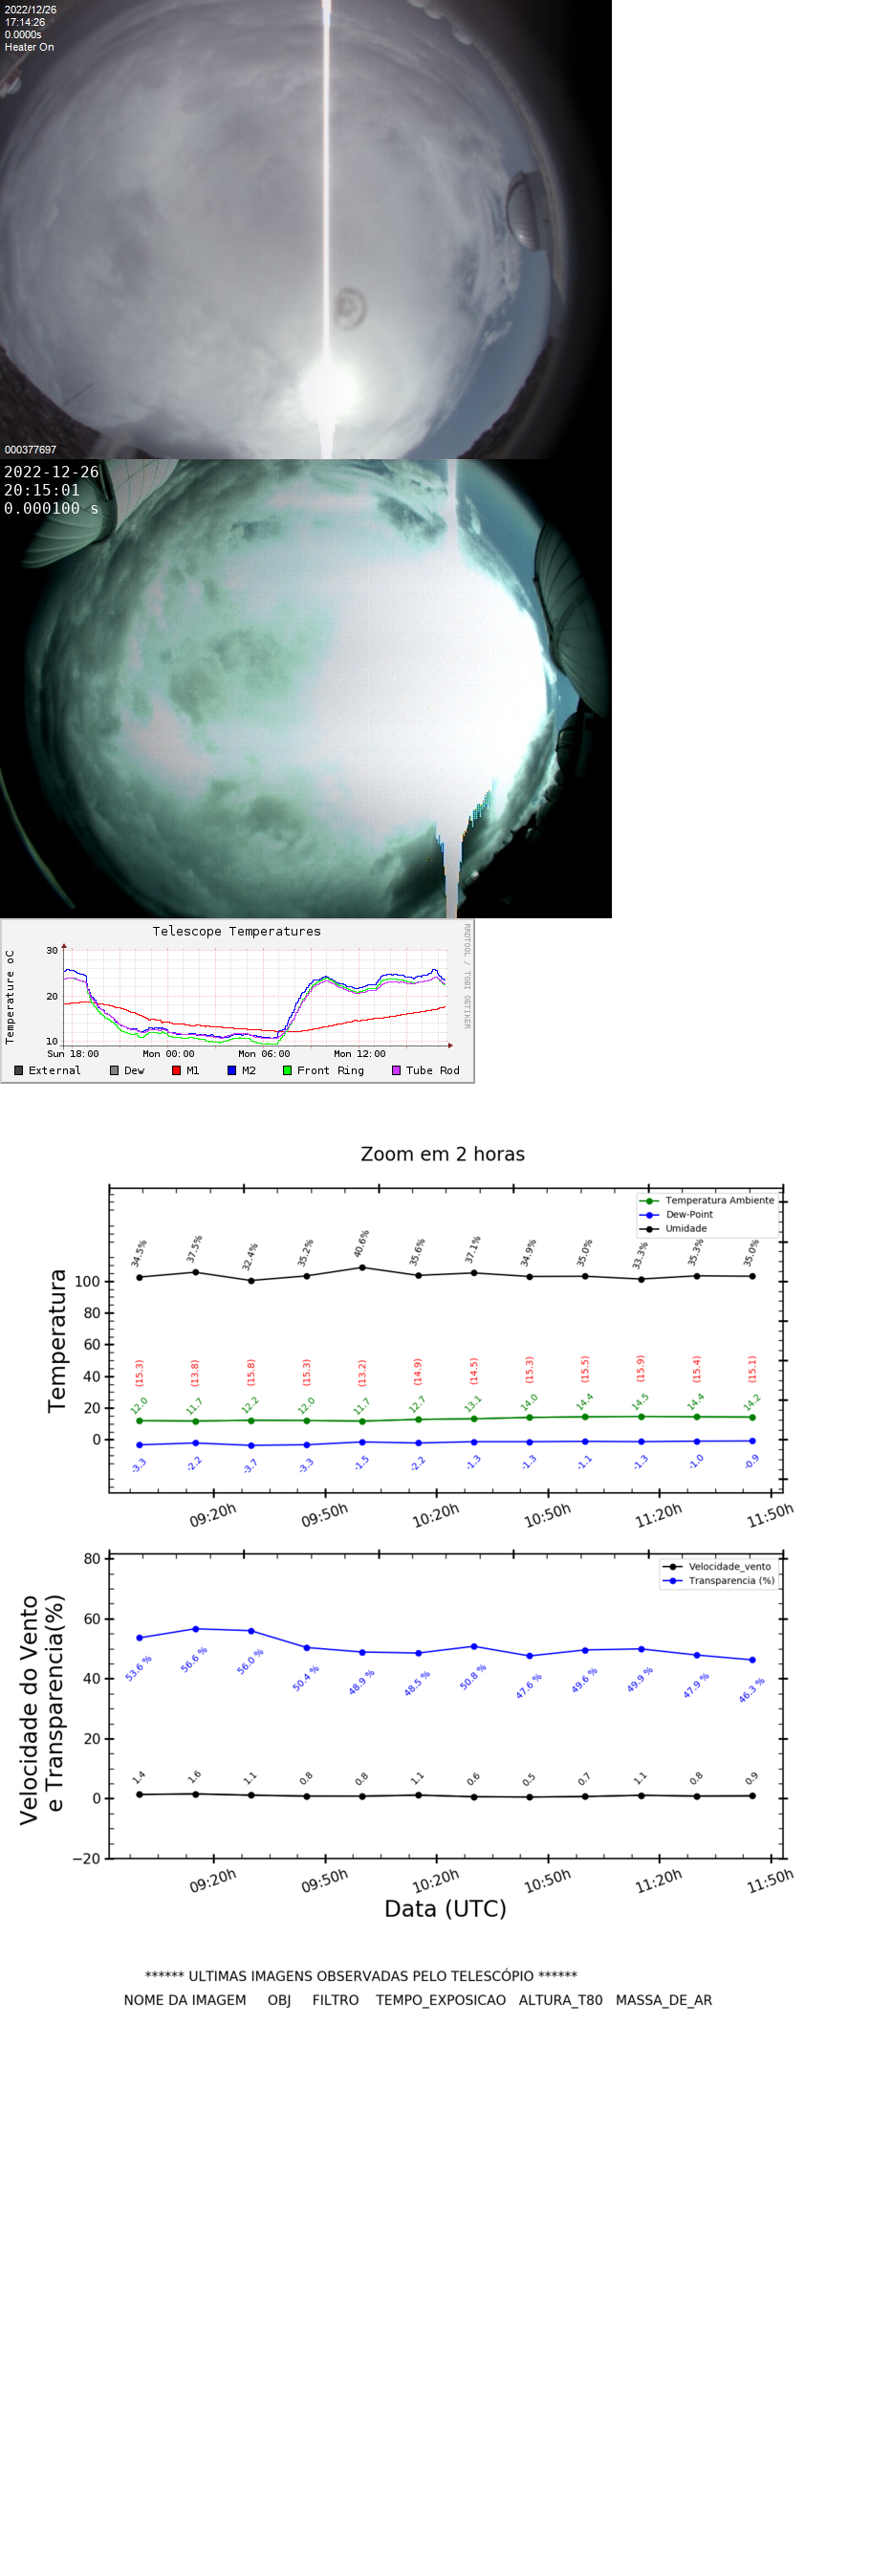 2022/12/26
17:14:26
0.0000s
Heater On
000377697
2022-12-26
20:15:01
0.000100 s
Telescope Temperatures
RRDTOOL / TOBI OETIKER
Temperature oC
30
20
10
Sun 18:00 Mon 00:00 Mon 06:00 Mon 12:00
External Dew M1 M2 Front Ring Tube Rod
Zoom em 2 horas
Temperatura Ambiente
Dew-Point
Umidade
Temperatura
100
80
60
40
20
0
34.5% 37.5% 32.4% 35.2% 40.6% 35.6% 37.1% 34.9% 35.0% 33.3% 35.3% 35.0%
(15.3) (13.8) (15.8) (15.3) (13.2) (14.9) (14.5) (15.3) (15.5) (15.9) (15.4) (15.1)
12.0 11.7 12.2 12.0 11.7 12.7 13.1 14.0 14.4 14.5 14.4 14.2
-3.3 -2.2 -3.7 -3.3 -1.5 -2.2 -1.3 -1.3 -1.1 -1.3 -1.0 -0.9
09:20h 09:50h 10:20h 10:50h 11:20h 11:50h
Velocidade_vento
Transparencia (%)
Velocidade do Vento
e Transparencia(%)
80
60
40
20
0
−20
53.6 % 56.6 % 56.0 % 50.4 % 48.9 % 48.5 % 50.8 % 47.6 % 49.6 % 49.9 % 47.9 % 46.3 %
1.4 1.6 1.1 0.8 0.8 1.1 0.6 0.5 0.7 1.1 0.8 0.9
09:20h 09:50h 10:20h 10:50h 11:20h 11:50h
Data (UTC)
****** ULTIMAS IMAGENS OBSERVADAS PELO TELESCÓPIO ******
NOME DA IMAGEM OBJ FILTRO TEMPO_EXPOSICAO ALTURA_T80 MASSA_DE_AR